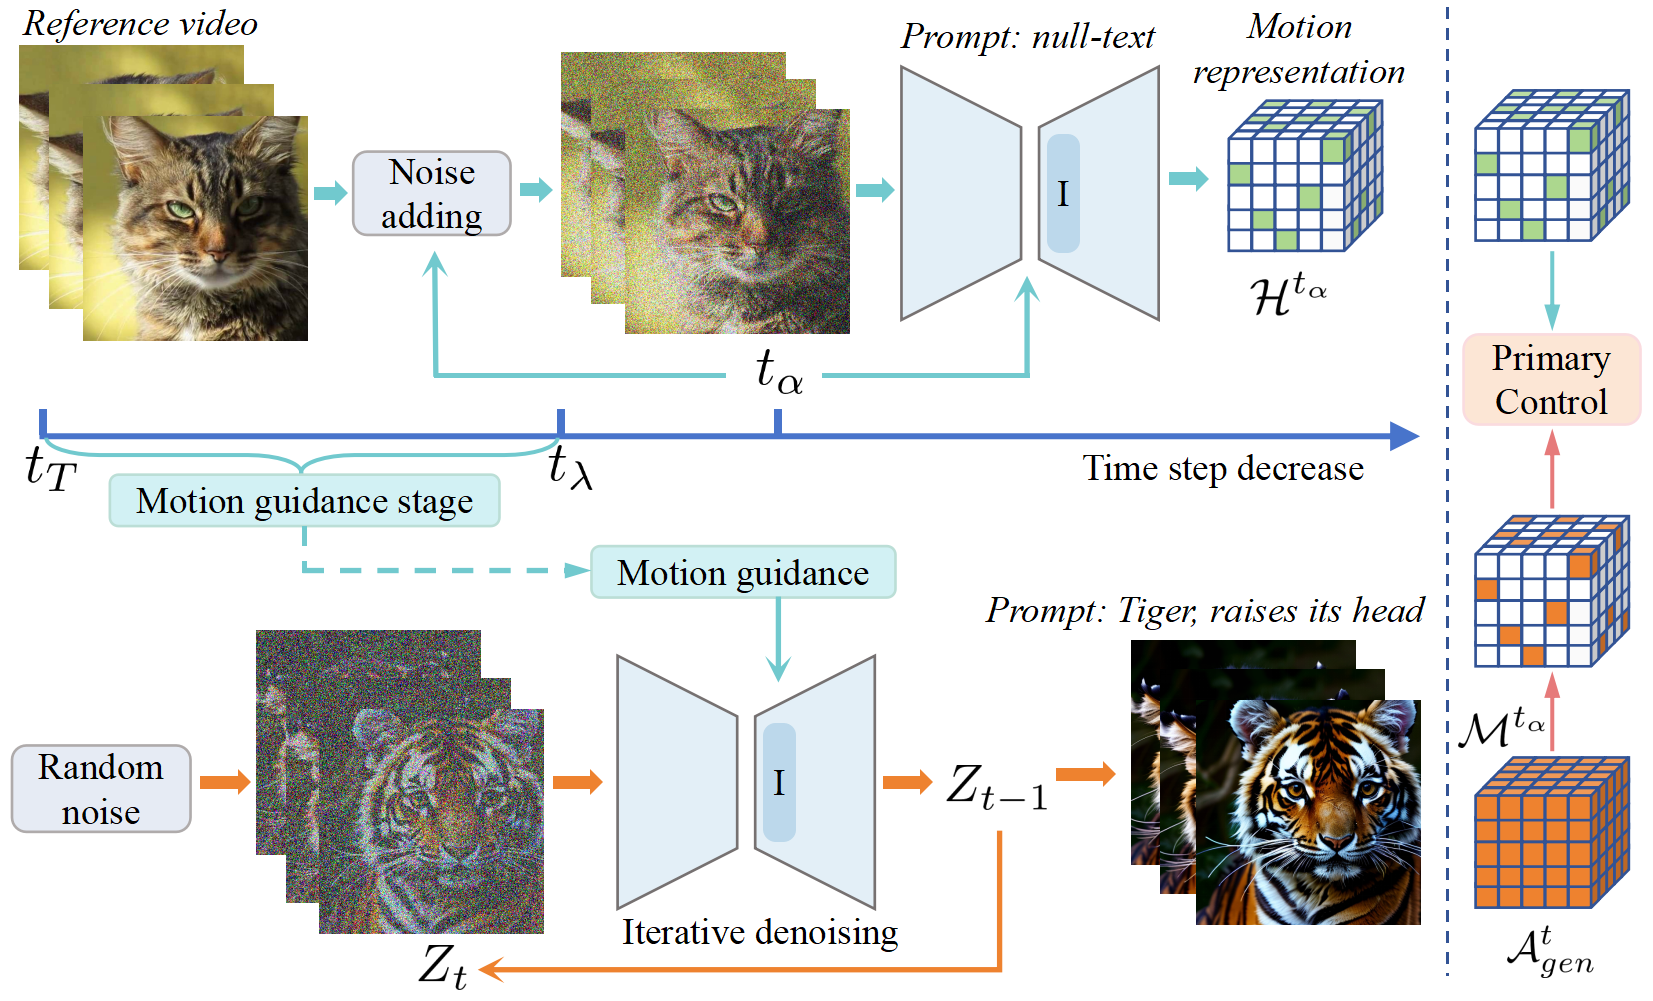 Reference video
Prompt: null-text
Motion
representation
Noise
adding
I
$\mathcal{H}^{t_\alpha}$
$t_\alpha$
Primary
Control
$t_T$
$t_\lambda$
Time step decrease
Motion guidance stage
Motion guidance
Prompt: Tiger, raises its head
Random
noise
I
$Z_{t-1}$
$\mathcal{M}^{t_\alpha}$
Iterative denoising
$Z_t$
$\mathcal{A}^t_{gen}$